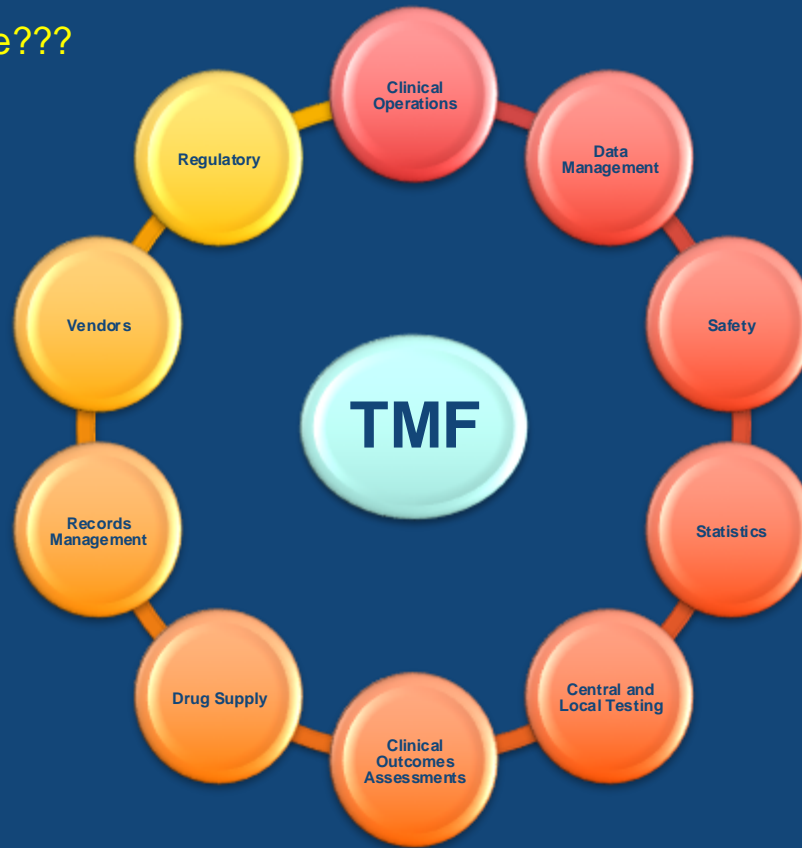 e???
Clinical
Operations
Data
Management
Safety
Statistics
Central and
Local Testing
Clinical
Outcomes
Assessments
Drug Supply
Records
Management
Vendors
Regulatory
TMF